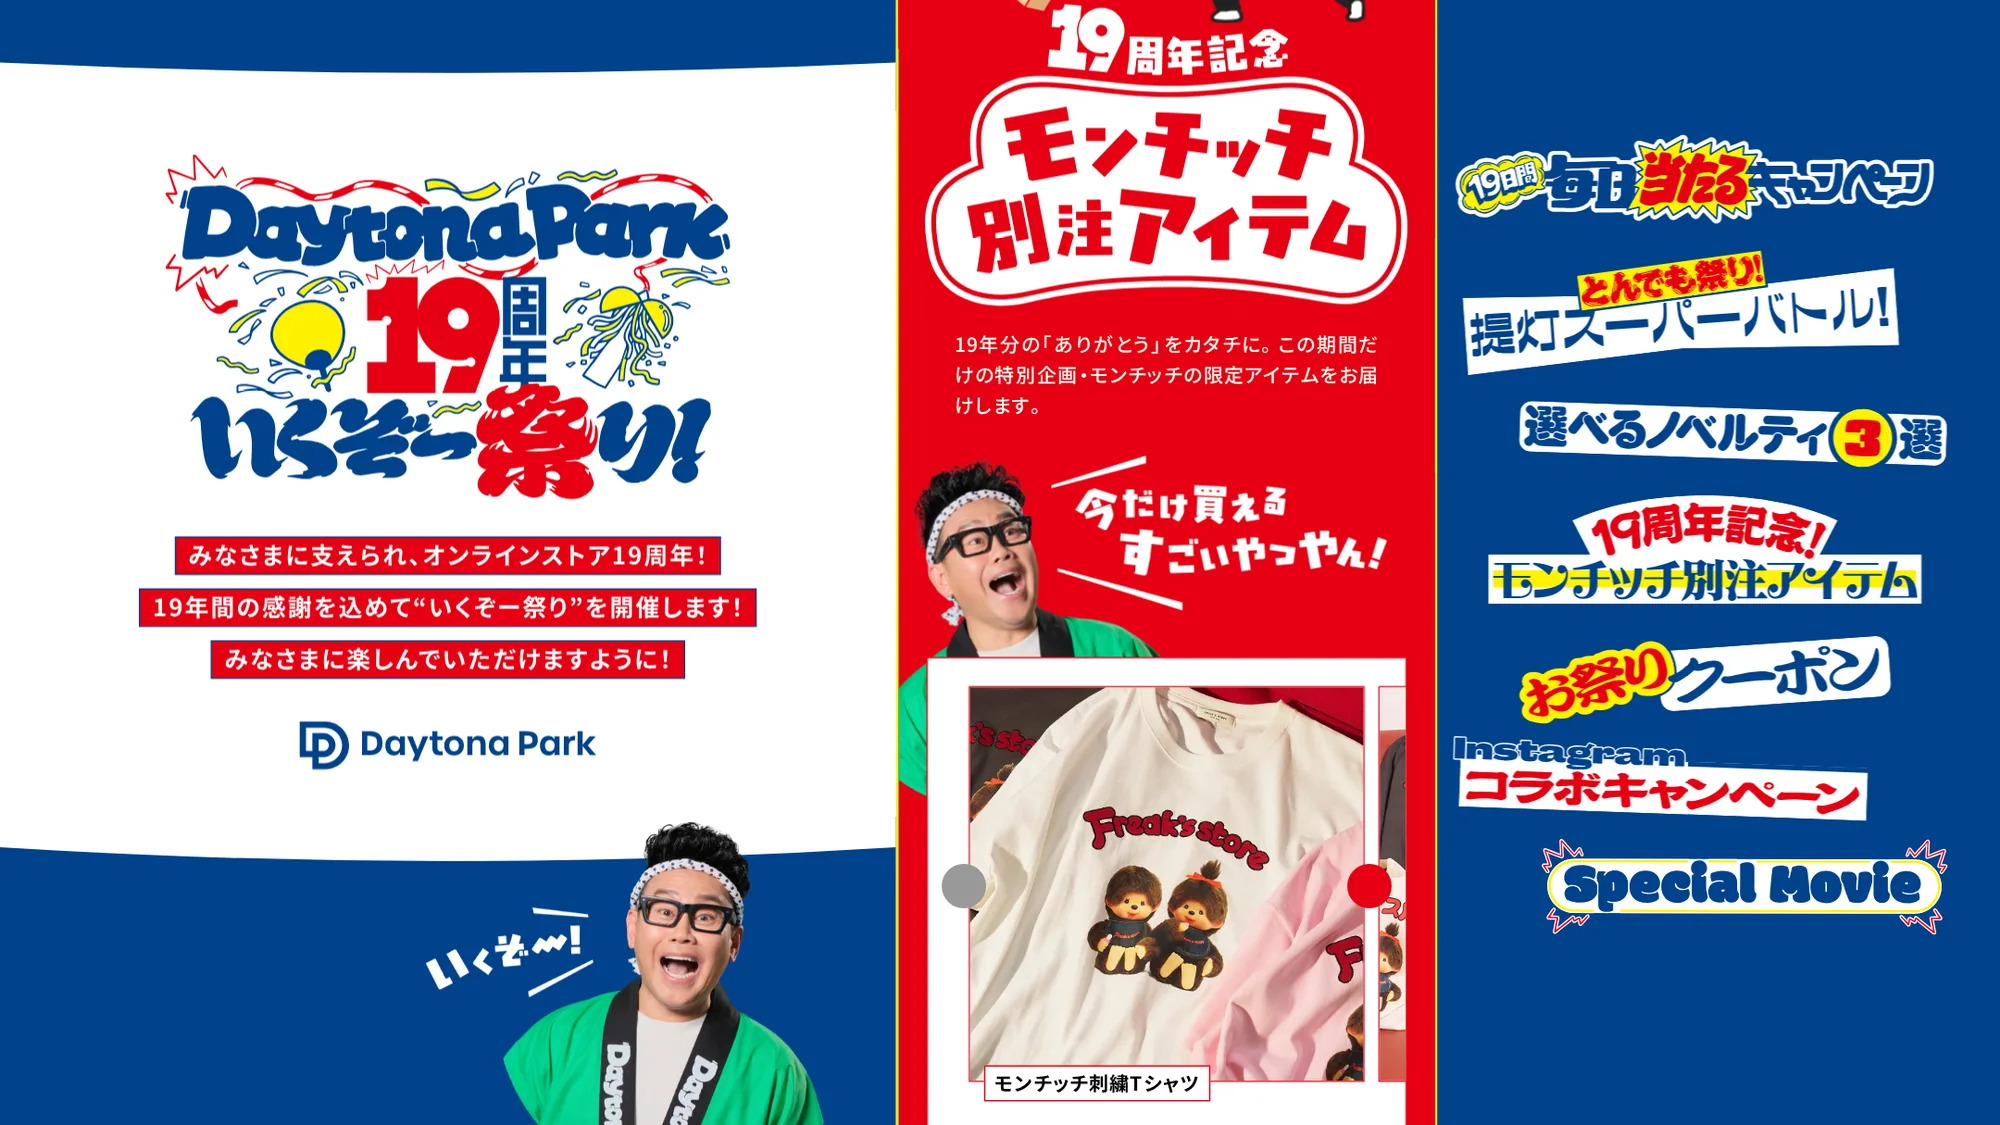 Daytona Park
19周年
いくぞー祭り!
みなさまに支えられ、オンラインストア19周年!
19年間の感謝を込めて“いくぞー祭り”を開催します!
みなさまに楽しんでいただけますように!
Daytona Park
いくぞ〜!
19周年記念
モンチッチ
別注アイテム
19年分の「ありがとう」をカタチに。この期間だ
けの特別企画・モンチッチの限定アイテムをお届
けします。
今だけ買える
すごいやつやん!
Freak's store
モンチッチ刺繍Tシャツ
19日間毎日当たるキャンペーン
とんでも祭り!
提灯スーパーバトル!
選べるノベルティ3選
19周年記念!
モンチッチ別注アイテム
お祭りクーポン
Instagram
コラボキャンペーン
Special Movie